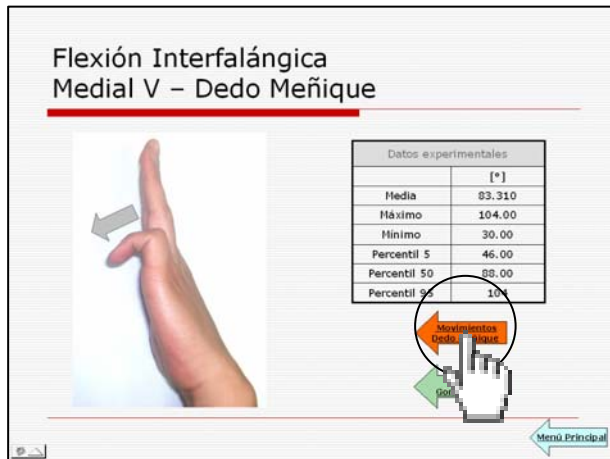 Flexión Interfalángica
Medial V – Dedo Meñique
Datos experimentales
[°]
Media 83.310
Máximo 104.00
Mínimo 30.00
Percentil 5 46.00
Percentil 50 88.00
Percentil 95 104
Movimientos
Dedo
Menú Principal